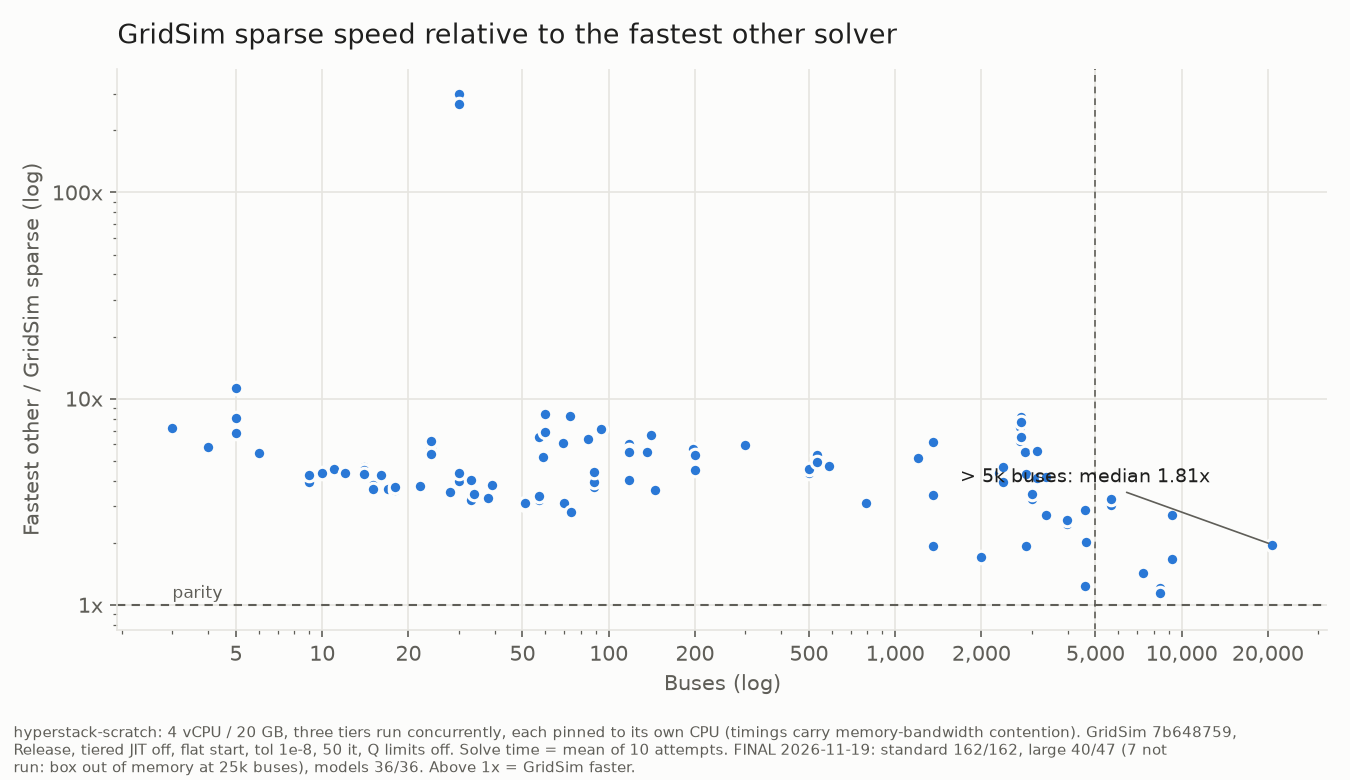 GridSim sparse speed relative to the fastest other solver
Fastest other / GridSim sparse (log)
100x
10x
1x
parity
> 5k buses: median 1.81x
5
10
20
50
100
200
500
1,000
2,000
5,000
10,000
20,000
Buses (log)
hyperstack-scratch: 4 vCPU / 20 GB, three tiers run concurrently, each pinned to its own CPU (timings carry memory-bandwidth contention). GridSim 7b648759,
Release, tiered JIT off, flat start, tol 1e-8, 50 it, Q limits off. Solve time = mean of 10 attempts. FINAL 2026-11-19: standard 162/162, large 40/47 (7 not
run: box out of memory at 25k buses), models 36/36. Above 1x = GridSim faster.